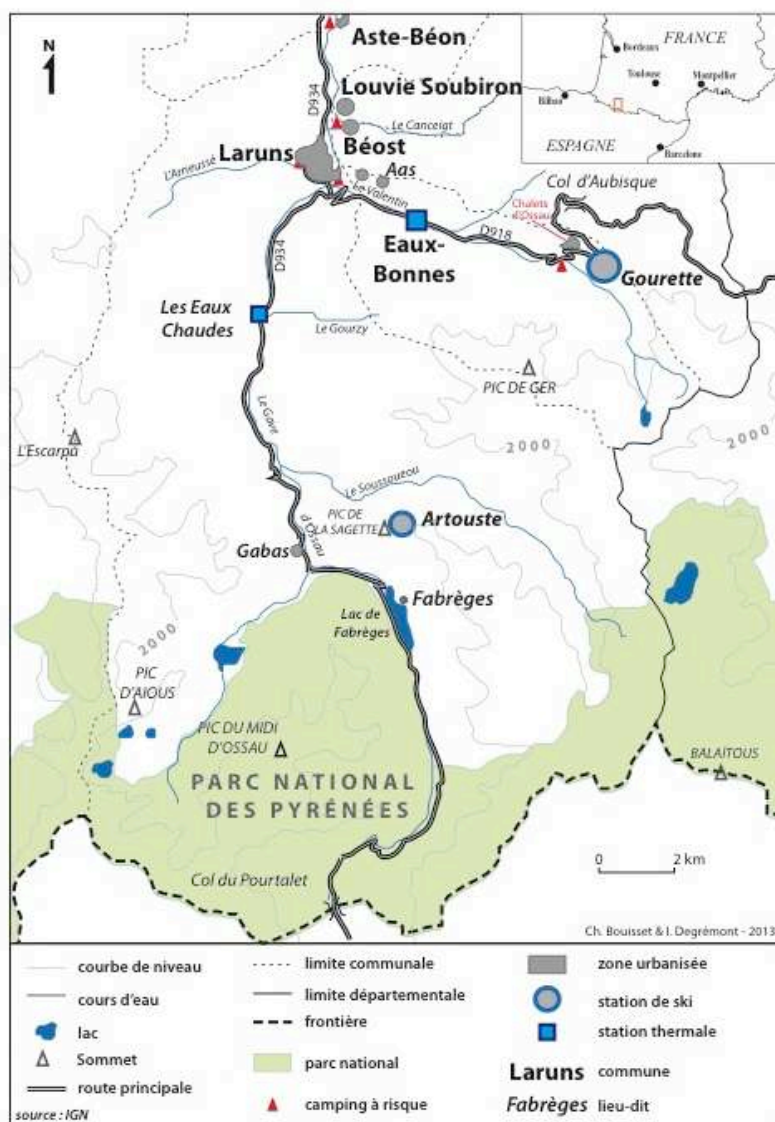 N
Aste-Béon
FRANCE
Bordeaux
Toulouse
Montpellier
Bilbao
ESPAGNE
Barcelone
D934
Louvie Soubiron
Le Canceigt
Béost
Laruns
Aas
L'Arriussé
Le Valentin
Col d'Aubisque
Chalets
d'Ossau
D918
Eaux-
Bonnes
Gourette
D934
Les Eaux
Chaudes
Le Gourzy
PIC DE GER
Le Gave
2000
2000
L'Escarpu
Le Soussouéou
PIC DE
LA SAGETTE
Artouste
d'Ossau
Gabas
Fabrèges
Lac de
Fabrèges
2000
PIC
D'AIOUS
PIC DU MIDI
D'OSSAU
BALAÏTOUS
PARC NATIONAL
DES PYRÉNÉES
0 2 km
Col du Pourtalet
Ch. Bouisset & I. Degrémont - 2013
courbe de niveau
limite communale
zone urbanisée
cours d'eau
limite départementale
station de ski
lac
frontière
station thermale
Sommet
parc national
Laruns commune
route principale
camping à risque
Fabrèges lieu-dit
source : IGN